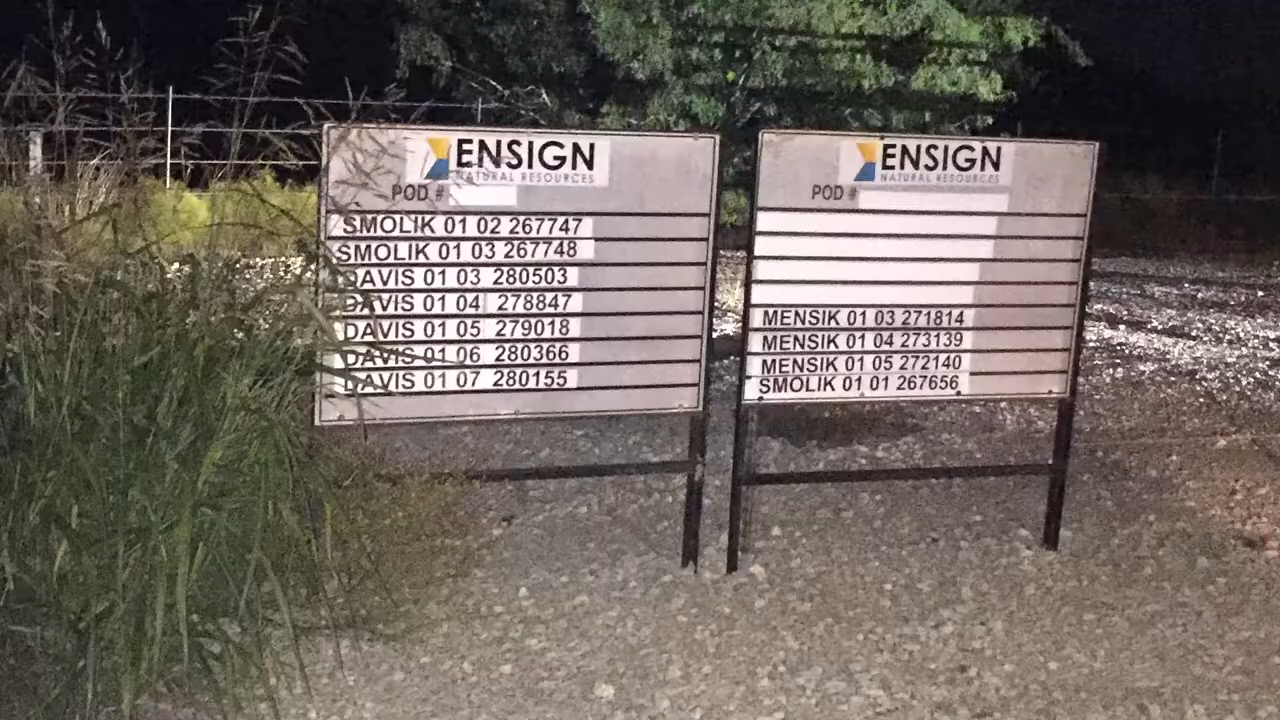 ENSIGN
NATURAL RESOURCES
POD #
SMOLIK 01 02 267747
SMOLIK 01 03 267748
DAVIS 01 03 280503
DAVIS 01 04 278847
DAVIS 01 05 279018
DAVIS 01 06 280366
DAVIS 01 07 280155
ENSIGN
NATURAL RESOURCES
POD #
MENSIK 01 03 271814
MENSIK 01 04 273139
MENSIK 01 05 272140
SMOLIK 01 01 267656